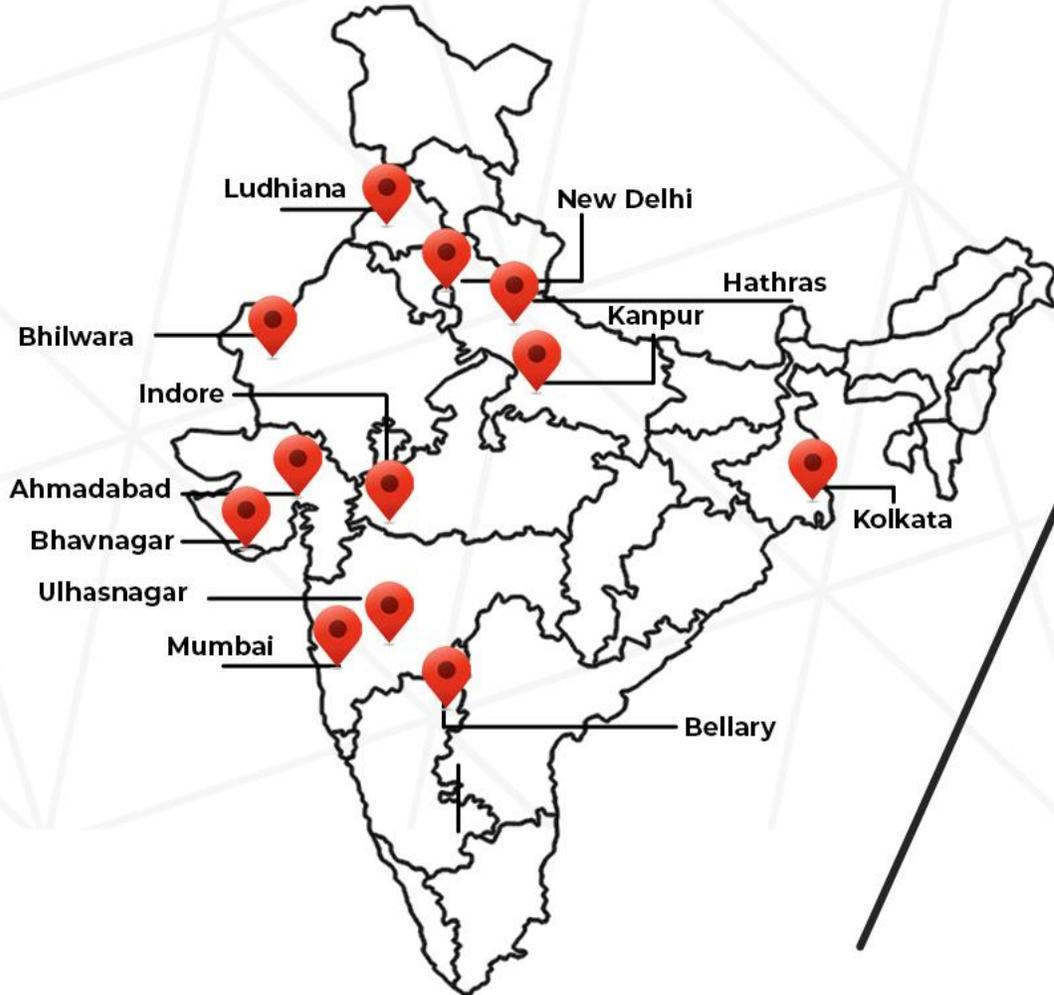 Ludhiana
New Delhi
Hathras
Kanpur
Bhilwara
Indore
Ahmadabad
Kolkata
Bhavnagar
Ulhasnagar
Mumbai
Bellary